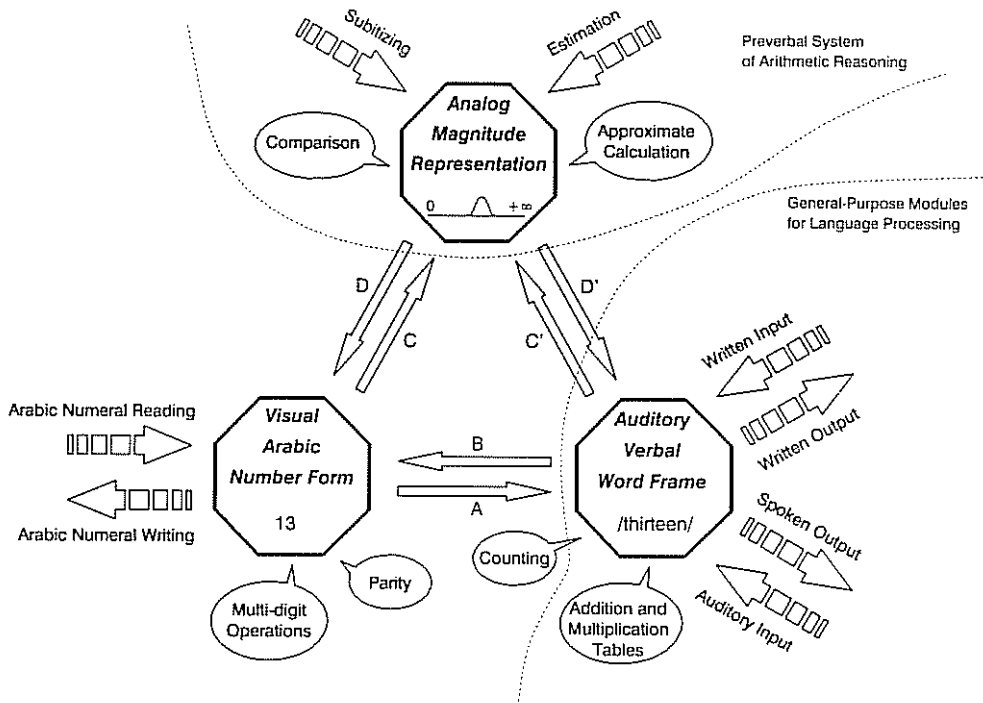 Subitizing
Estimation
Preverbal System
of Arithmetic Reasoning
Analog
Magnitude
Representation
0 +∞
Comparison
Approximate
Calculation
General-Purpose Modules
for Language Processing
D
C
D'
C'
Written Input
Written Output
Arabic Numeral Reading
Arabic Numeral Writing
Visual
Arabic
Number Form
13
B
A
Auditory
Verbal
Word Frame
/thirteen/
Spoken Output
Auditory Input
Counting
Parity
Multi-digit
Operations
Addition and
Multiplication
Tables